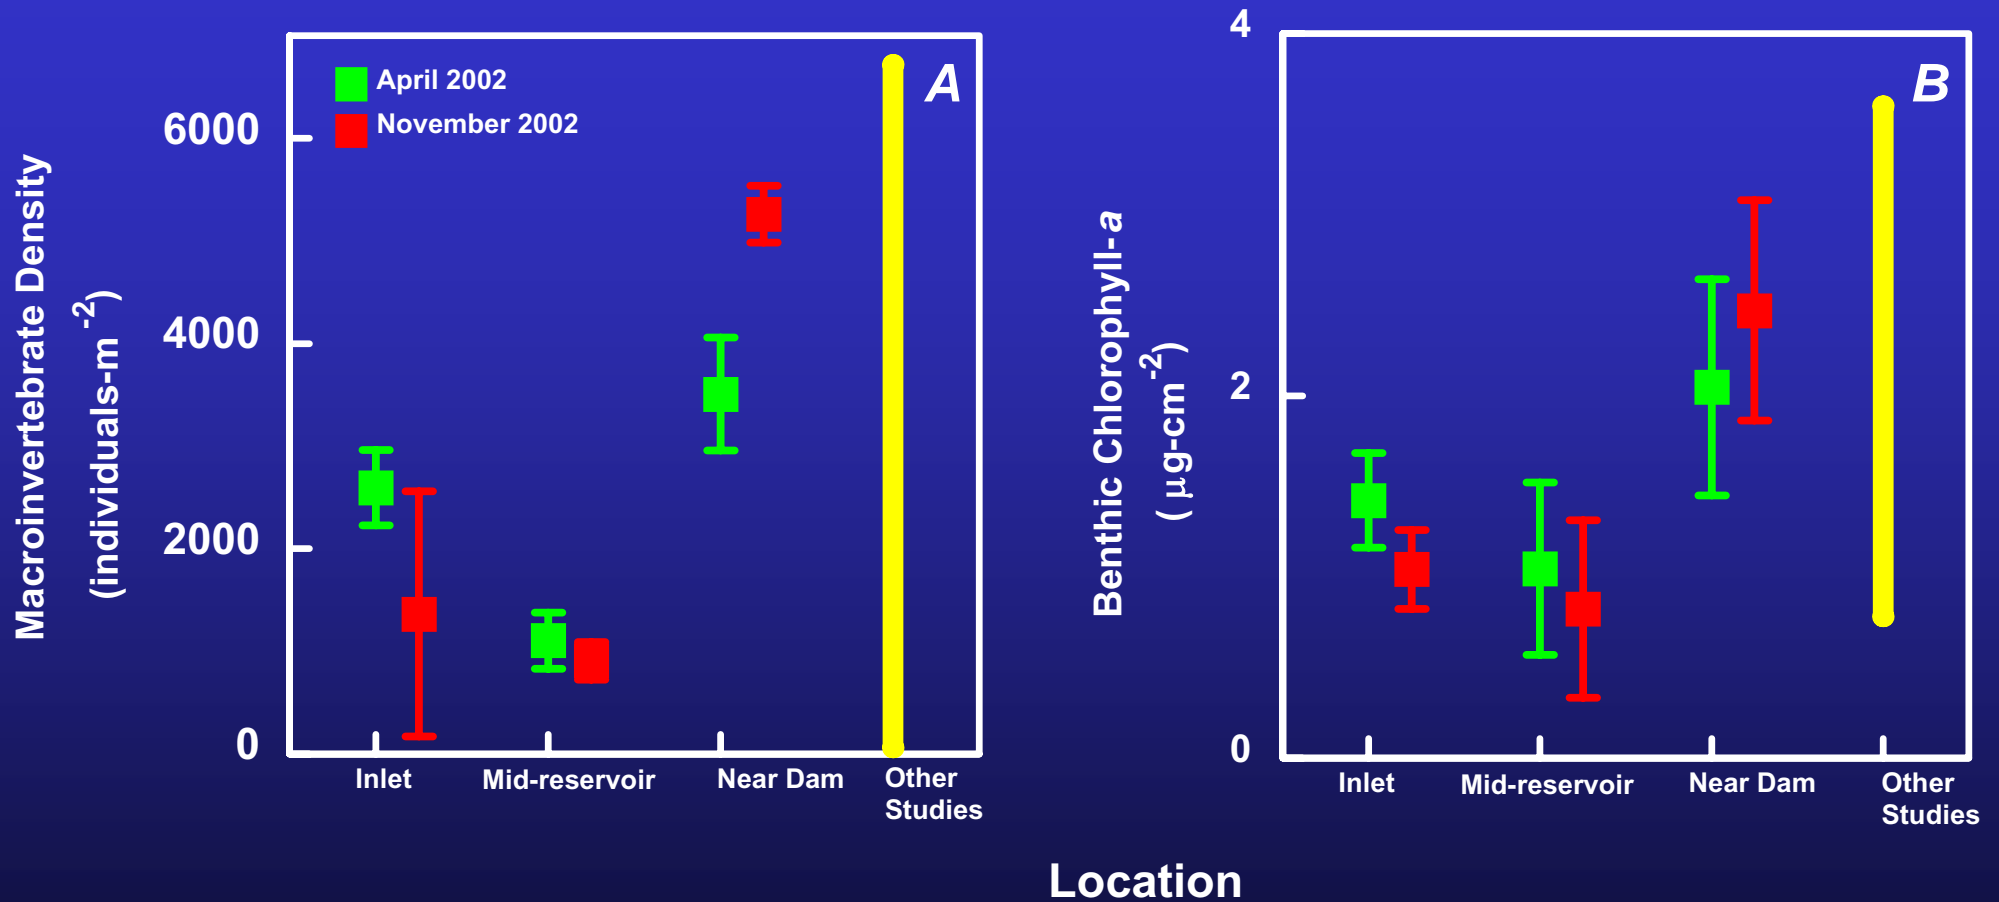 A
April 2002
November 2002
6000
4000
2000
0
Macroinvertebrate Density
(individuals-m⁻²)
Inlet
Mid-reservoir
Near Dam
Other
Studies
B
4
2
0
Benthic Chlorophyll-a
( μg-cm⁻²)
Inlet
Mid-reservoir
Near Dam
Other
Studies
Location